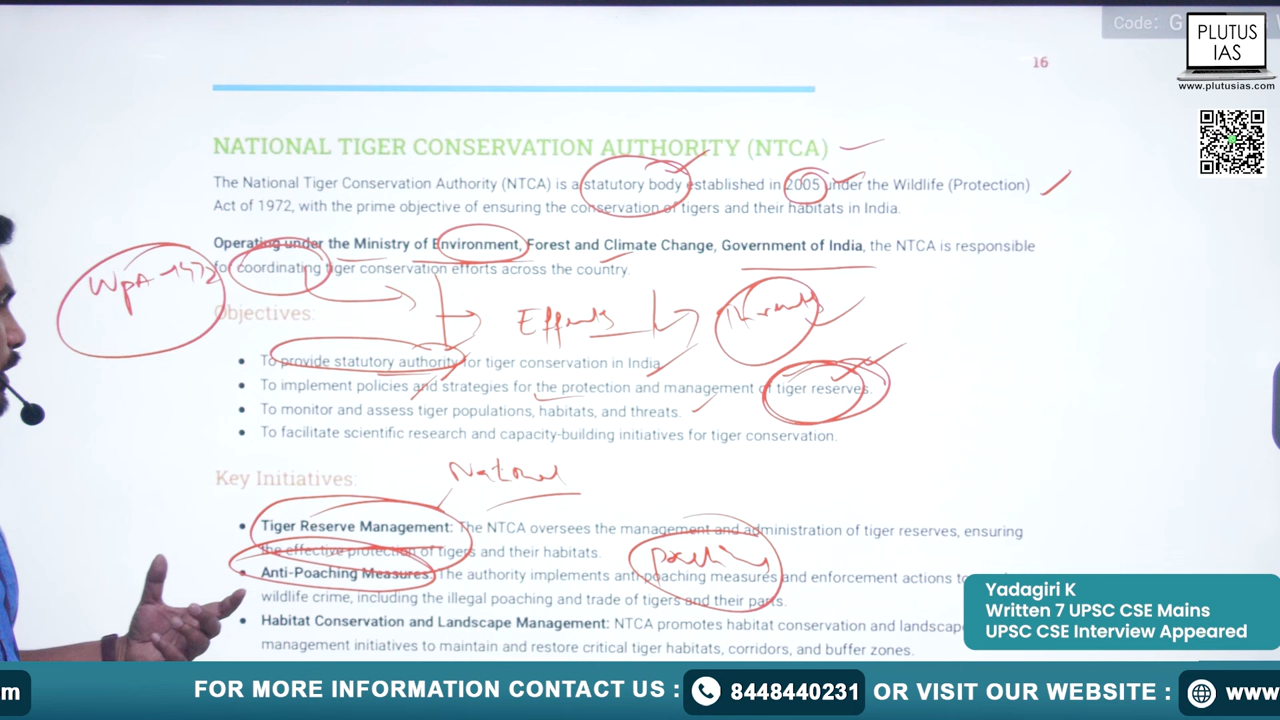 Code: G
PLUTUS
IAS
www.plutusias.com
16
NATIONAL TIGER CONSERVATION AUTHORITY (NTCA)
The National Tiger Conservation Authority (NTCA) is a statutory body established in 2005 under the Wildlife (Protection)
Act of 1972, with the prime objective of ensuring the conservation of tigers and their habitats in India.
Operating under the Ministry of Environment, Forest and Climate Change, Government of India, the NTCA is responsible
for coordinating tiger conservation efforts across the country.
WPA-1972
Objectives:
Efforts
Threats
• To provide statutory authority for tiger conservation in India
• To implement policies and strategies for the protection and management of tiger reserves.
• To monitor and assess tiger populations, habitats, and threats.
• To facilitate scientific research and capacity-building initiatives for tiger conservation.
Key Initiatives:
National
• Tiger Reserve Management: The NTCA oversees the management and administration of tiger reserves, ensuring
the effective protection of tigers and their habitats.
• Anti-Poaching Measures: The authority implements anti-poaching measures and enforcement actions to
wildlife crime, including the illegal poaching and trade of tigers and their parts.
• Habitat Conservation and Landscape Management: NTCA promotes habitat conservation and landscape
management initiatives to maintain and restore critical tiger habitats, corridors, and buffer zones.
Yadagiri K
Written 7 UPSC CSE Mains
UPSC CSE Interview Appeared
m FOR MORE INFORMATION CONTACT US : 8448440231 OR VISIT OUR WEBSITE : www